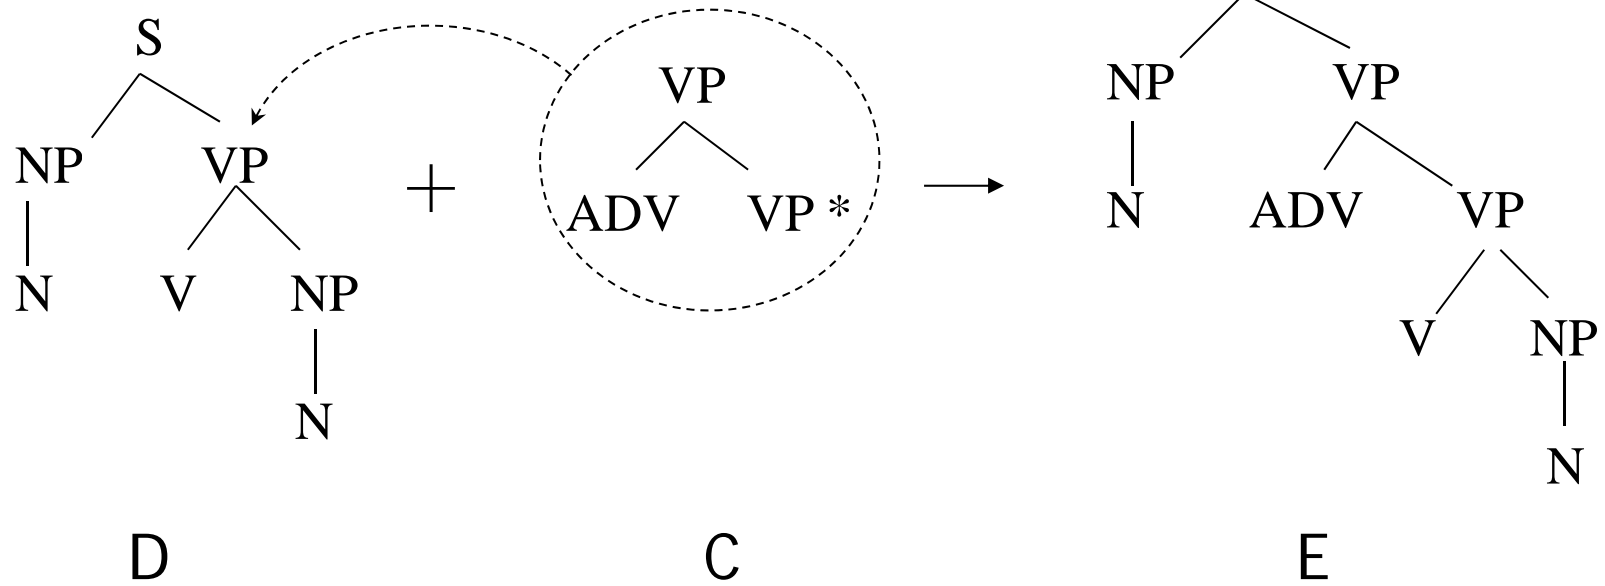 S
NP VP
N V NP
N
+
VP
ADV VP *
NP VP
N ADV VP
V NP
N
D C E